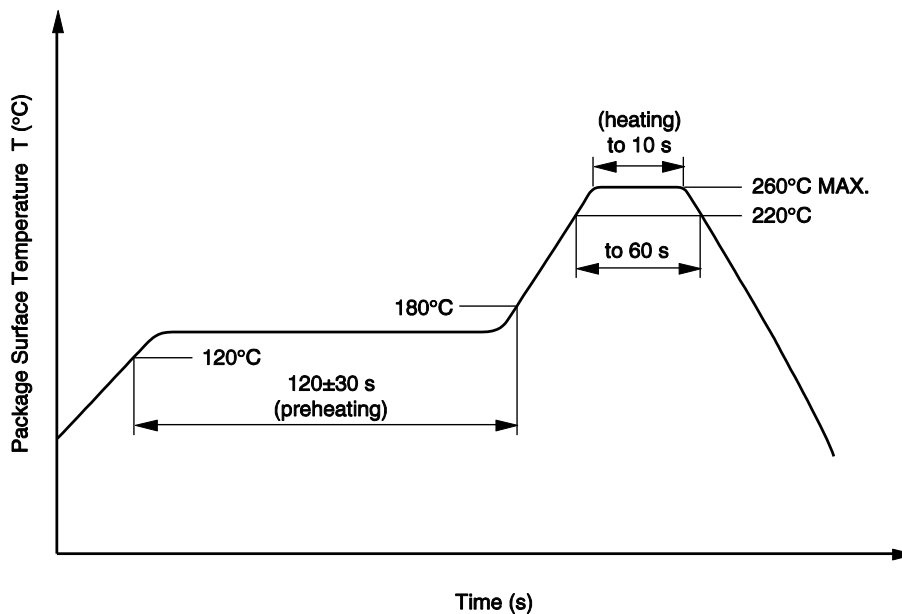 Package Surface Temperature T (°C)
(heating)
to 10 s
260°C MAX.
220°C
to 60 s
180°C
120°C
120±30 s
(preheating)
Time (s)